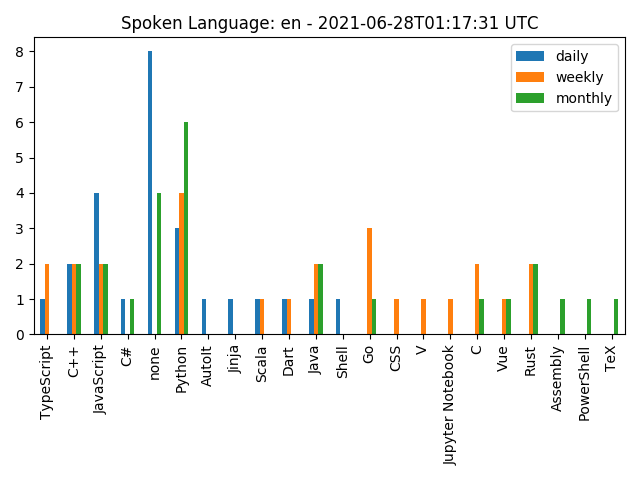 Spoken Language: en - 2021-06-28T01:17:31 UTC
daily
weekly
monthly
8
7
6
5
4
3
2
1
0
TypeScript
C++
JavaScript
C#
none
Python
AutoIt
Jinja
Scala
Dart
Java
Shell
Go
CSS
V
Jupyter Notebook
C
Vue
Rust
Assembly
PowerShell
TeX